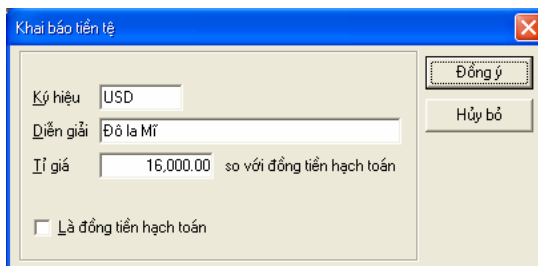 Khai báo tiền tệ
Ký hiệu USD
Diễn giải Đô la Mĩ
Tỉ giá 16,000.00 so với đồng tiền hạch toán
Là đồng tiền hạch toán
Đồng ý
Hủy bỏ